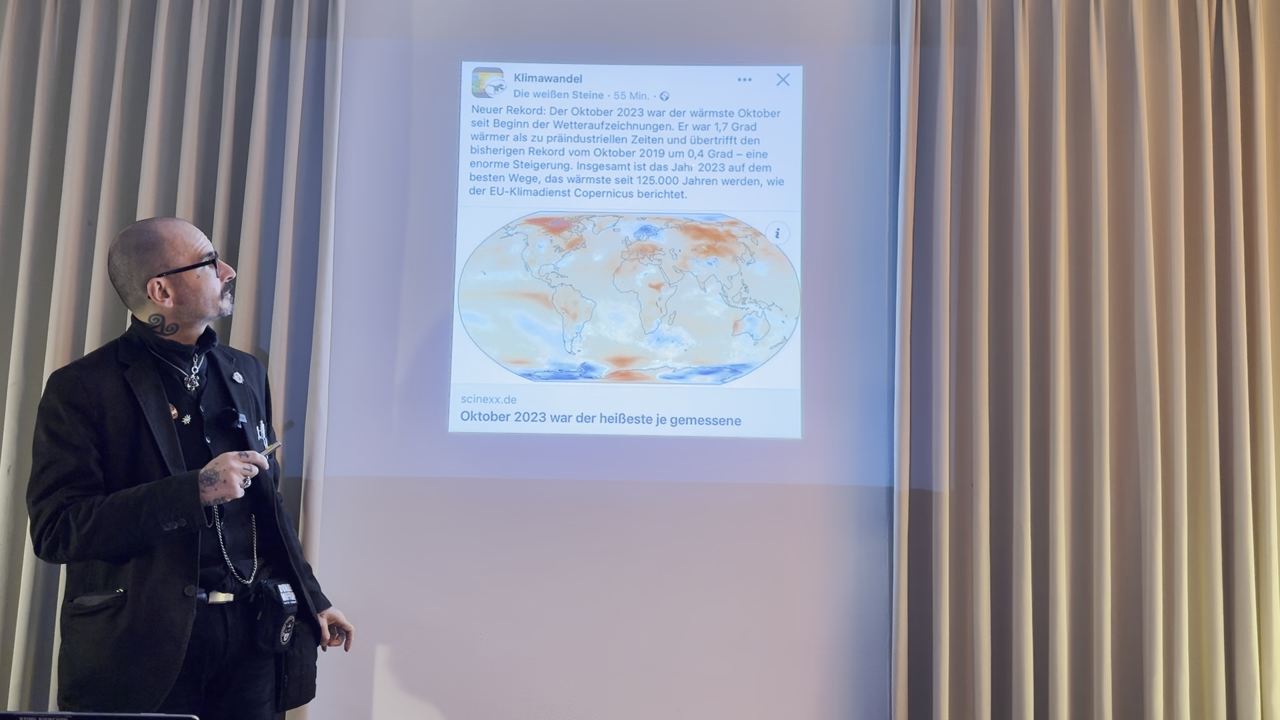 Klimawandel
Die weißen Steine · 55 Min. ·
Neuer Rekord: Der Oktober 2023 war der wärmste Oktober
seit Beginn der Wetteraufzeichnungen. Er war 1,7 Grad
wärmer als zu präindustriellen Zeiten und übertrifft den
bisherigen Rekord vom Oktober 2019 um 0,4 Grad – eine
enorme Steigerung. Insgesamt ist das Jahr 2023 auf dem
besten Wege, das wärmste seit 125.000 Jahren werden, wie
der EU-Klimadienst Copernicus berichtet.
i
scinexx.de
Oktober 2023 war der heißeste je gemessene